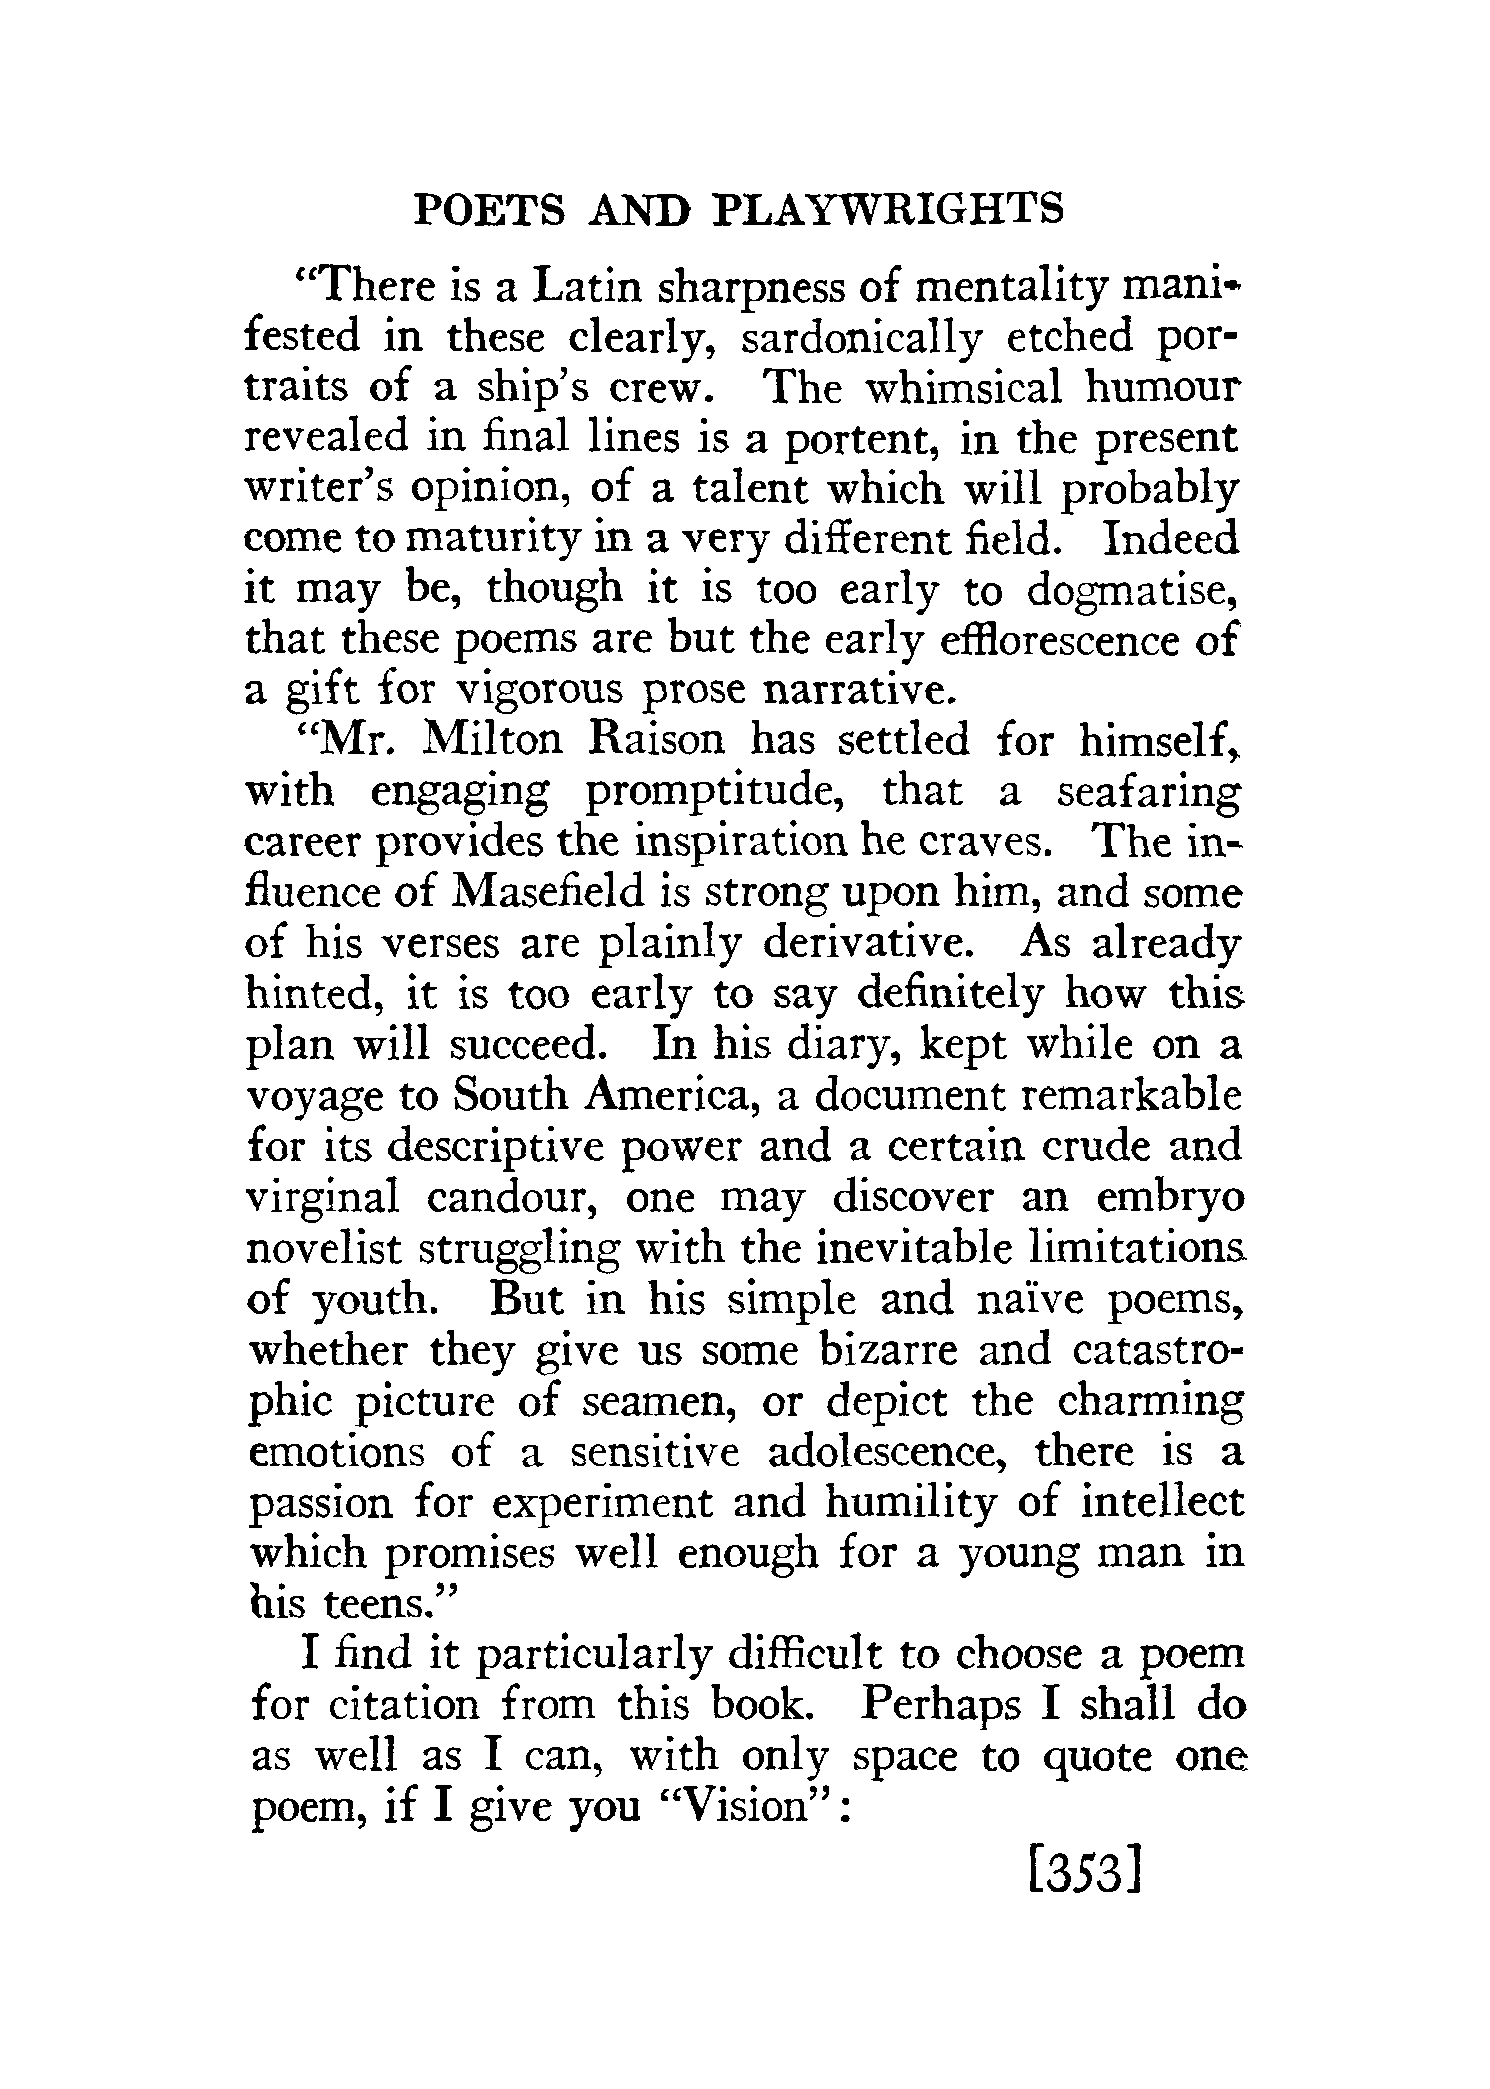 POETS AND PLAYWRIGHTS
“There is a Latin sharpness of mentality mani-
fested in these clearly, sardonically etched por-
traits of a ship’s crew. The whimsical humour
revealed in final lines is a portent, in the present
writer’s opinion, of a talent which will probably
come to maturity in a very different field. Indeed
it may be, though it is too early to dogmatise,
that these poems are but the early efflorescence of
a gift for vigorous prose narrative.
“Mr. Milton Raison has settled for himself,
with engaging promptitude, that a seafaring
career provides the inspiration he craves. The in-
fluence of Masefield is strong upon him, and some
of his verses are plainly derivative. As already
hinted, it is too early to say definitely how this
plan will succeed. In his diary, kept while on a
voyage to South America, a document remarkable
for its descriptive power and a certain crude and
virginal candour, one may discover an embryo
novelist struggling with the inevitable limitations
of youth. But in his simple and naïve poems,
whether they give us some bizarre and catastro-
phic picture of seamen, or depict the charming
emotions of a sensitive adolescence, there is a
passion for experiment and humility of intellect
which promises well enough for a young man in
his teens.”
I find it particularly difficult to choose a poem
for citation from this book. Perhaps I shall do
as well as I can, with only space to quote one
poem, if I give you “Vision”:
[353]